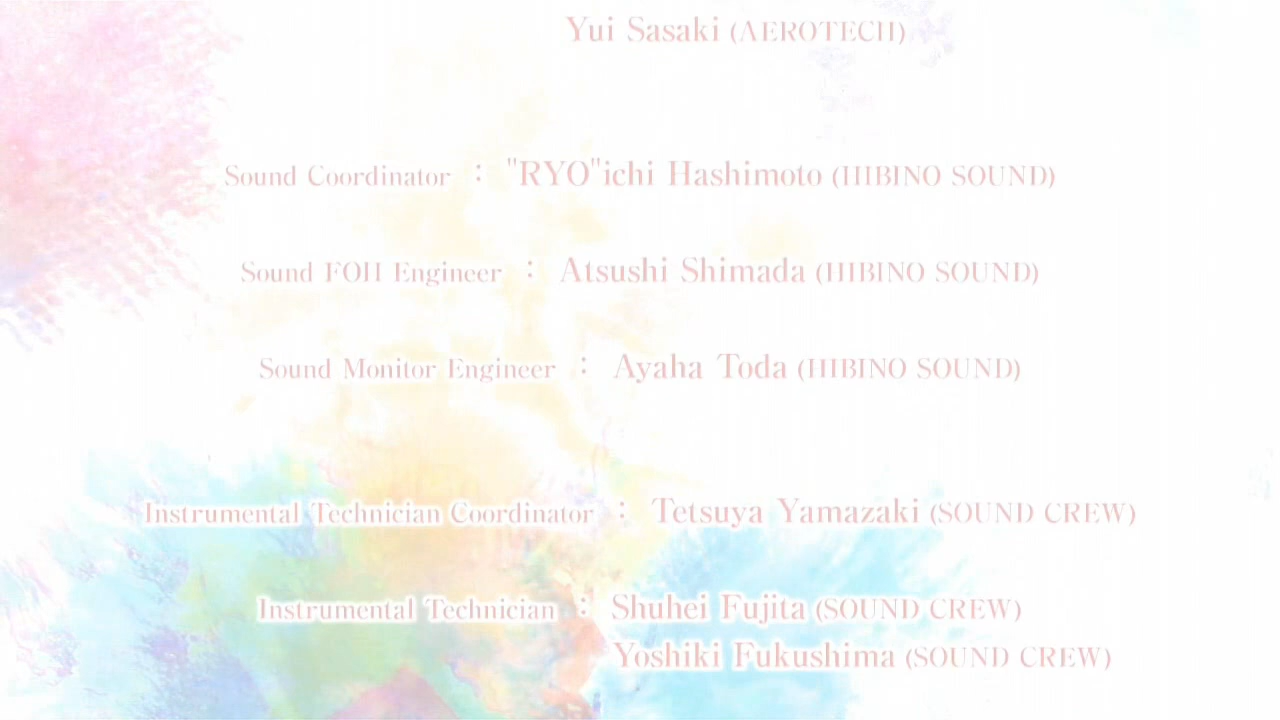 Yui Sasaki (AEROTECH)
Sound Coordinator : "RYO"ichi Hashimoto (HIBINO SOUND)
Sound FOH Engineer : Atsushi Shimada (HIBINO SOUND)
Sound Monitor Engineer : Ayaha Toda (HIBINO SOUND)
Instrumental Technician Coordinator : Tetsuya Yamazaki (SOUND CREW)
Instrumental Technician : Shuhei Fujita (SOUND CREW)
Yoshiki Fukushima (SOUND CREW)